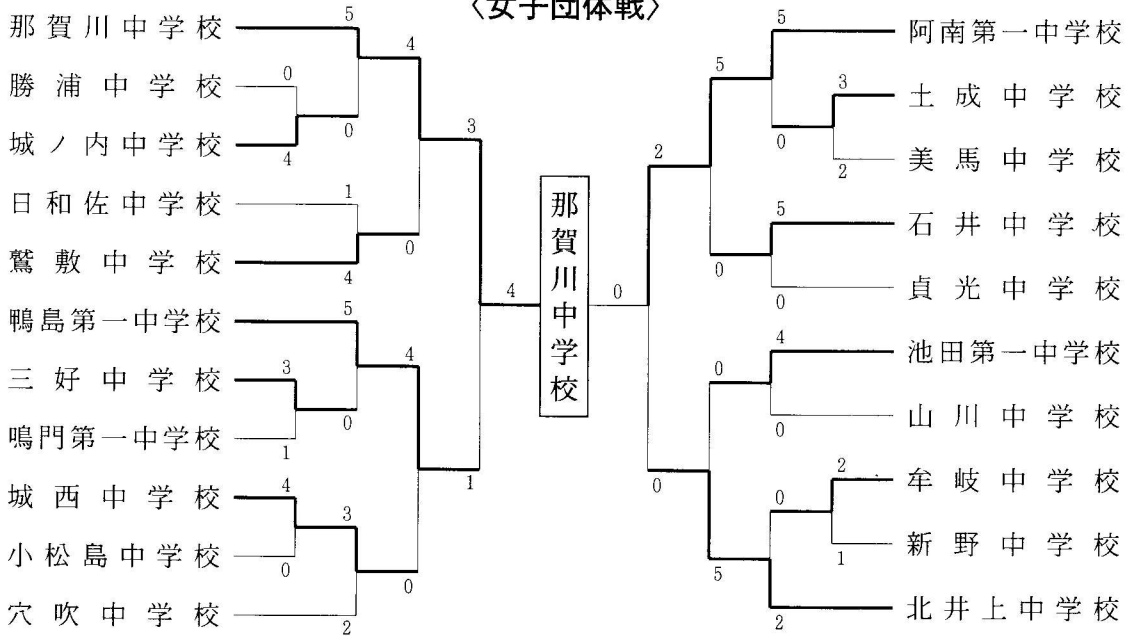 〈女子団体戦〉
那賀川中学校
5
4
勝浦中学校
0
0
城ノ内中学校
4
3
日和佐中学校
1
0
鷲敷中学校
4
4
鴨島第一中学校
5
4
三好中学校
3
0
鳴門第一中学校
1
1
城西中学校
4
3
小松島中学校
0
0
穴吹中学校
2
那賀川中学校
0
阿南第一中学校
5
5
土成中学校
3
0
美馬中学校
2
2
石井中学校
5
0
貞光中学校
0
池田第一中学校
4
0
山川中学校
0
0
牟岐中学校
2
0
新野中学校
1
5
北井上中学校
2